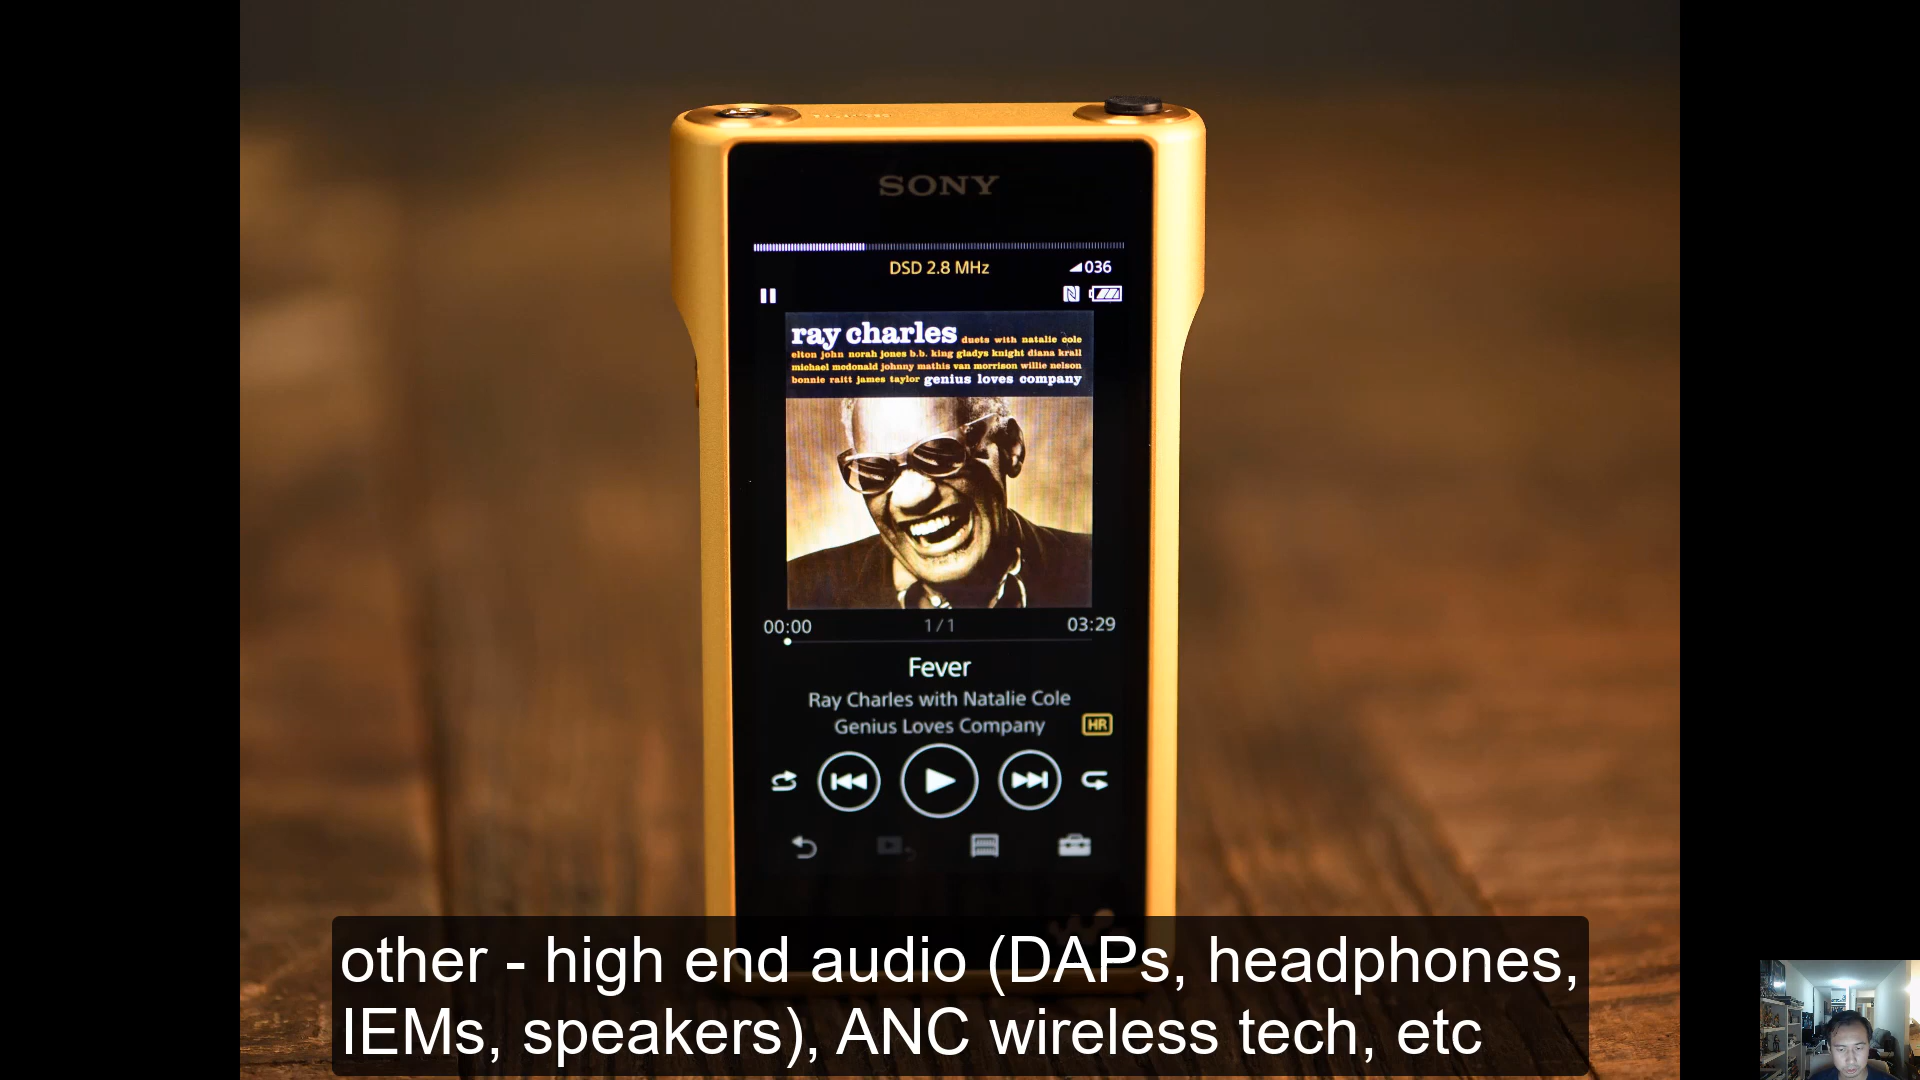 SONY
DSD 2.8 MHz
036
ray charles duets with natalie cole
elton john norah jones b.b. king gladys knight diana krall
michael mcdonald johnny mathis van morrison willie nelson
bonnie raitt james taylor genius loves company
00:00 1/1 03:29
Fever
Ray Charles with Natalie Cole
Genius Loves Company HR
other - high end audio (DAPs, headphones,
IEMs, speakers), ANC wireless tech, etc